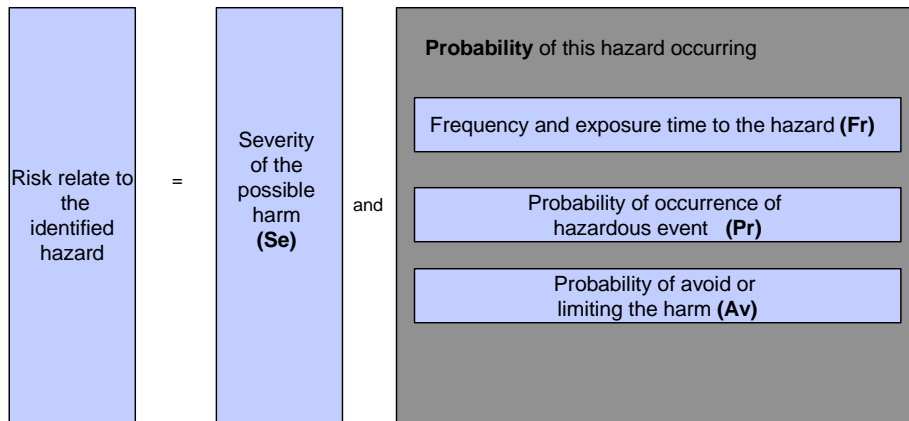 Risk relate to
the
identified
hazard
=
Severity
of the
possible
harm
(Se)
and
Probability of this hazard occurring
Frequency and exposure time to the hazard (Fr)
Probability of occurrence of
hazardous event (Pr)
Probability of avoid or
limiting the harm (Av)